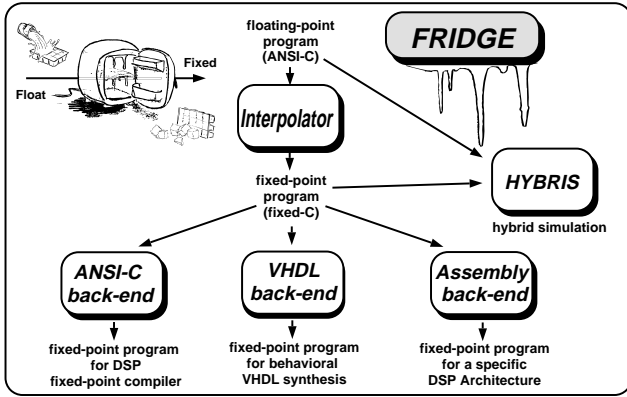 floating-point
program
(ANSI-C)
FRIDGE
Fixed
Float
Interpolator
fixed-point
program
(fixed-C)
HYBRIS
hybrid simulation
ANSI-C
back-end
VHDL
back-end
Assembly
back-end
fixed-point program
for DSP
fixed-point compiler
fixed-point program
for behavioral
VHDL synthesis
fixed-point program
for a specific
DSP Architecture